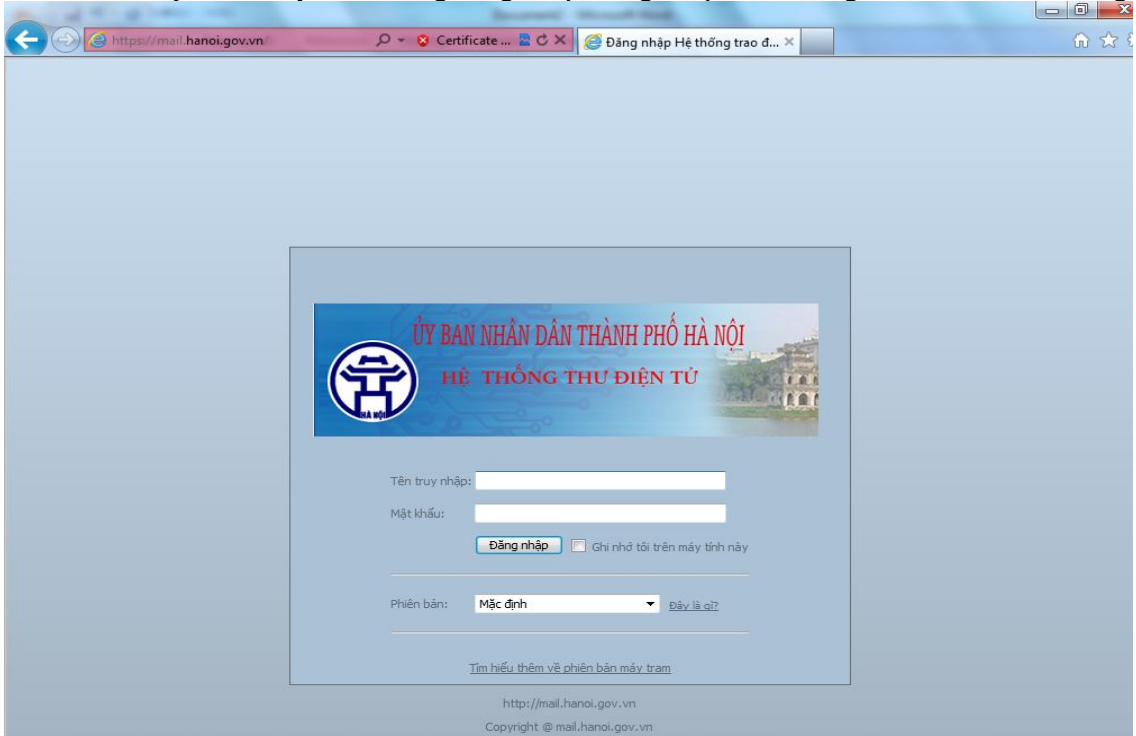 https://mail.hanoi.gov.vn/
Certificate ...
Đăng nhập Hệ thống trao đ...
ỦY BAN NHÂN DÂN THÀNH PHỐ HÀ NỘI
HỆ THỐNG THƯ ĐIỆN TỬ
HÀ NỘI
Tên truy nhập:
Mật khẩu:
Đăng nhập
Ghi nhớ tôi trên máy tính này
Phiên bản:
Mặc định
Đây là gì?
Tìm hiểu thêm về phiên bản máy trạm
http://mail.hanoi.gov.vn
Copyright @ mail.hanoi.gov.vn